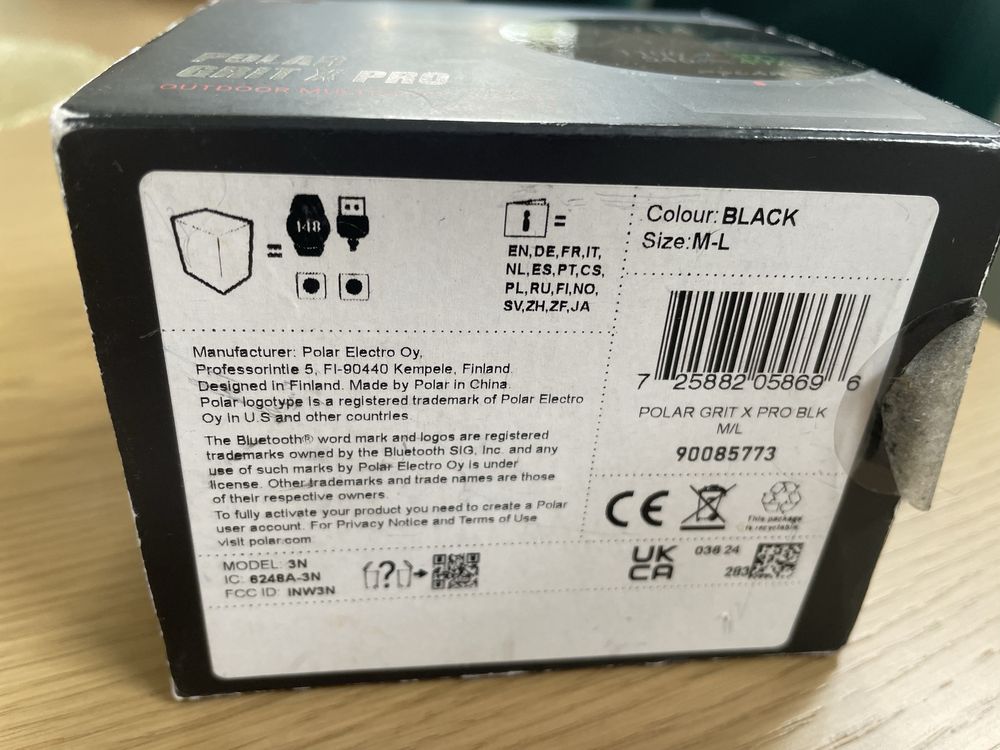 POLAR
GRIT X PRO
OUTDOOR
148
=
=
EN,DE,FR,IT,
NL,ES,PT,CS,
PL,RU,FI,NO,
SV,ZH,ZF,JA
Colour: BLACK
Size:M-L
7 25882 05869 6
POLAR GRIT X PRO BLK
M/L
90085773
Manufacturer: Polar Electro Oy,
Professorintie 5, FI-90440 Kempele, Finland.
Designed in Finland. Made by Polar in China.
Polar logotype is a registered trademark of Polar Electro
Oy in U.S and other countries.
The Bluetooth® word mark and logos are registered
trademarks owned by the Bluetooth SIG, Inc. and any
use of such marks by Polar Electro Oy is under
license. Other trademarks and trade names are those
of their respective owners.
To fully activate your product you need to create a Polar
user account. For Privacy Notice and Terms of Use
visit polar.com
CE
This package
is recyclable.
MODEL: 3N
IC: 6248A-3N
FCC ID: INW3N
?
UK
CA
036 24
283